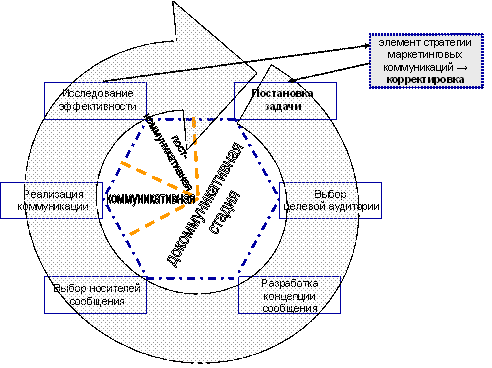 элемент стратегии
маркетинговых
коммуникаций →
корректировка
Исследование
эффективности
Постановка
задачи
пост-
коммуникативная
коммуникативная
докоммуникативная
стадия
Реализация
коммуникации
Выбор
целевой аудитории
Выбор носителей
сообщения
Разработка
концепции
сообщения